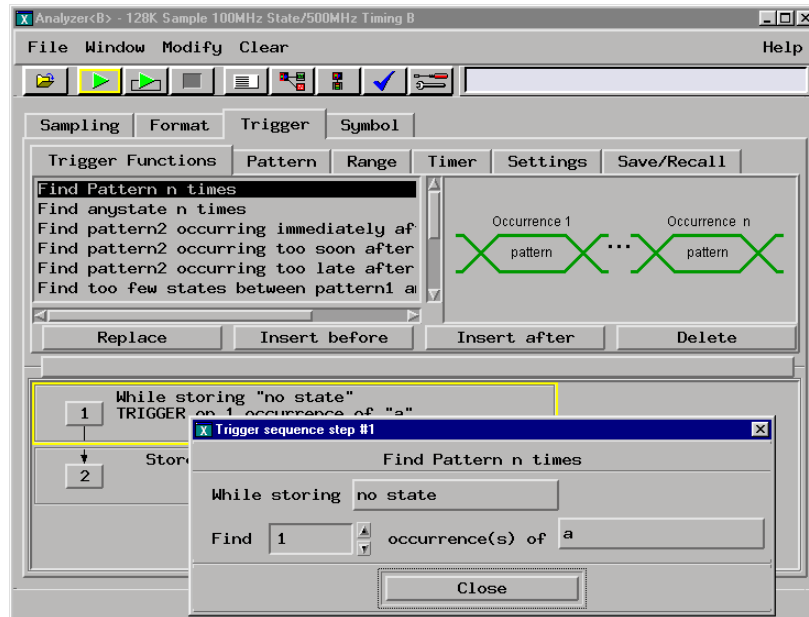 Analyzer<B> - 128K Sample 100MHz State/500MHz Timing B
File Window Modify Clear Help
Sampling Format Trigger Symbol
Trigger Functions Pattern Range Timer Settings Save/Recall
Find Pattern n times
Find anystate n times
Find pattern2 occurring immediately af
Find pattern2 occurring too soon after
Find pattern2 occurring too late after
Find too few states between pattern1 a
Occurrence 1 Occurrence n
pattern ... pattern
Replace Insert before Insert after Delete
While storing "no state"
1 TRIGGER on 1 occurrence of "a"
Store
2
Trigger sequence step #1
Find Pattern n times
While storing no state
Find 1 occurrence(s) of a
Close